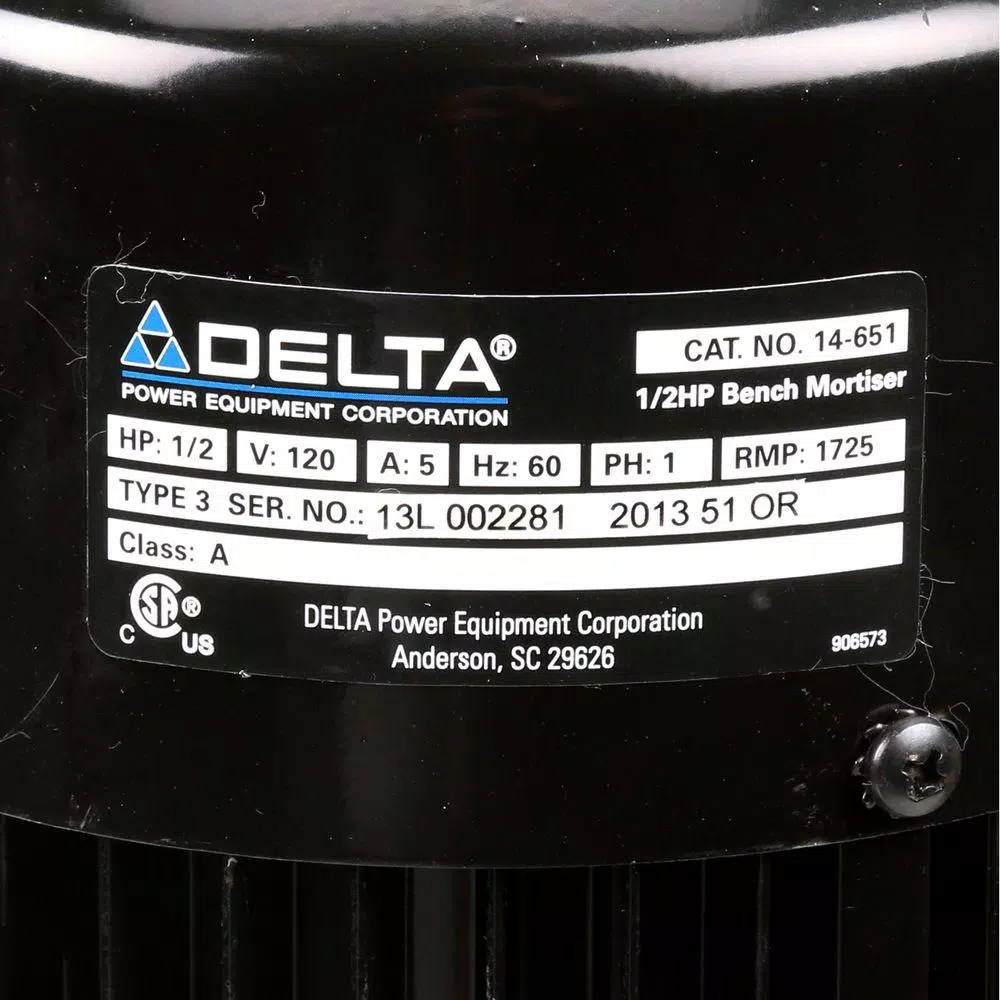 DELTA®
POWER EQUIPMENT CORPORATION
CAT. NO. 14-651
1/2HP Bench Mortiser
HP: 1/2 V: 120 A: 5 Hz: 60 PH: 1 RMP: 1725
TYPE 3 SER. NO.: 13L 002281 2013 51 OR
Class: A
C SA® US
DELTA Power Equipment Corporation
Anderson, SC 29626
906573